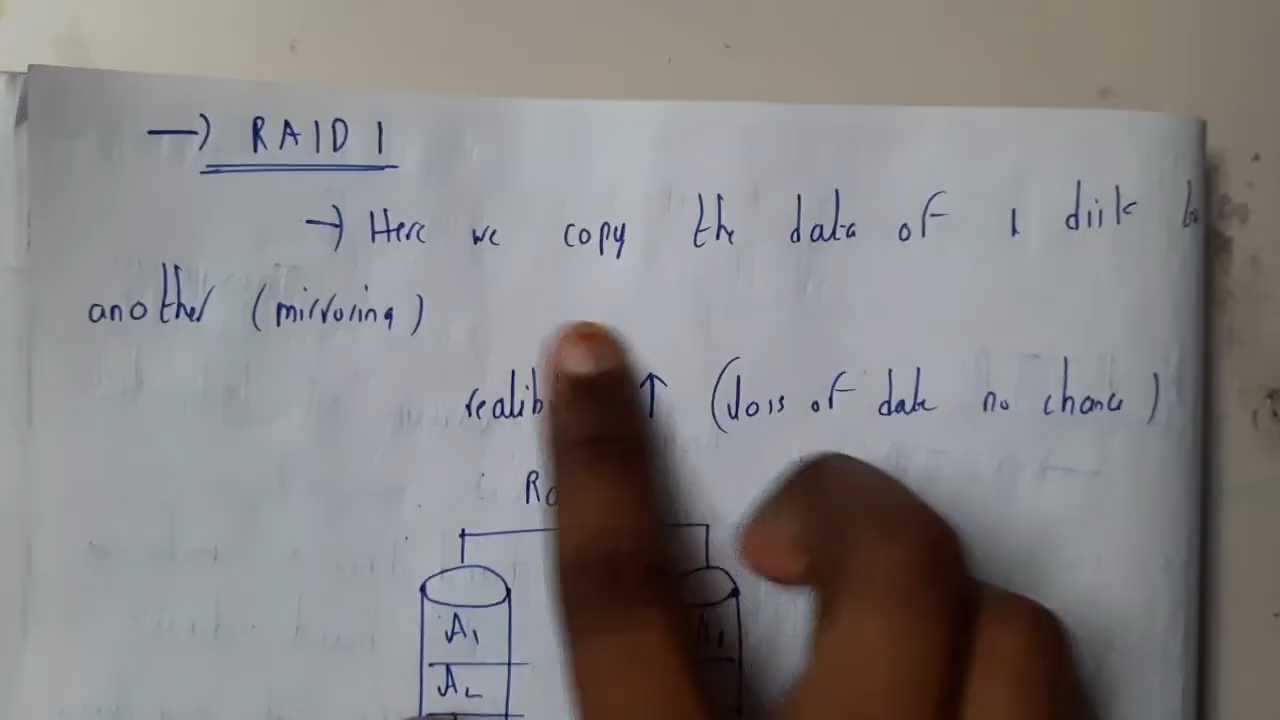 → RAID 1
→ Here we copy the data of 1 disk to
another (mirroring)
↑ (loss of data no chance)
A1 A1
A2